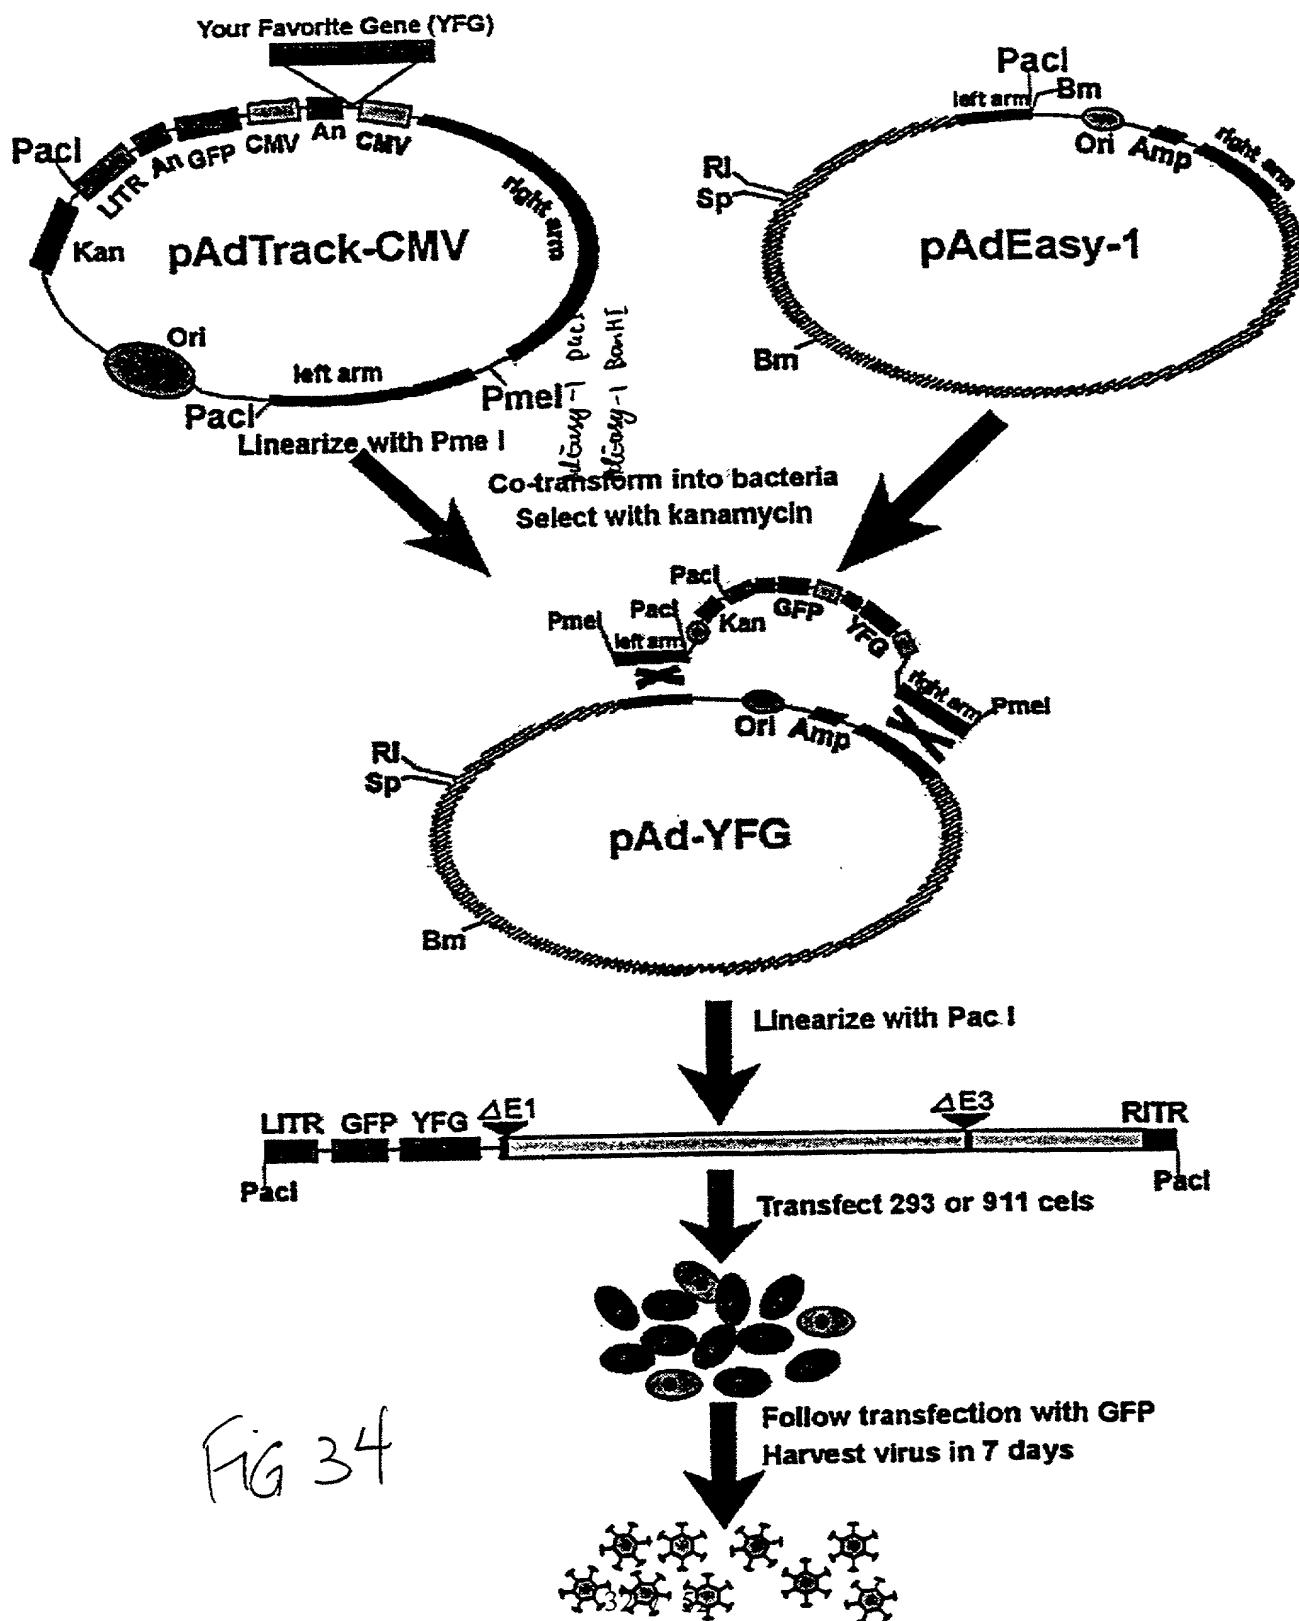 Your Favorite Gene (YFG)
PacI
LITR
An
GFP
CMV
An
CMV
Kan
pAdTrack-CMV
right arm
Ori
left arm
PacI
PmeI
Linearize with Pme I
PacI
Bm
left arm
Ori
Amp
right arm
RI
Sp
pAdEasy-1
Bm
PacI
BamHI
Co-transform into bacteria
Select with kanamycin
PacI
PmeI
PacI
left arm
Kan
GFP
YFG
right arm
PmeI
Ori
Amp
RI
Sp
pAd-YFG
Bm
Linearize with Pac I
LITR GFP YFG ΔE1 ΔE3 RITR
PacI PacI
Transfect 293 or 911 cels
Follow transfection with GFP
Harvest virus in 7 days
FIG 34